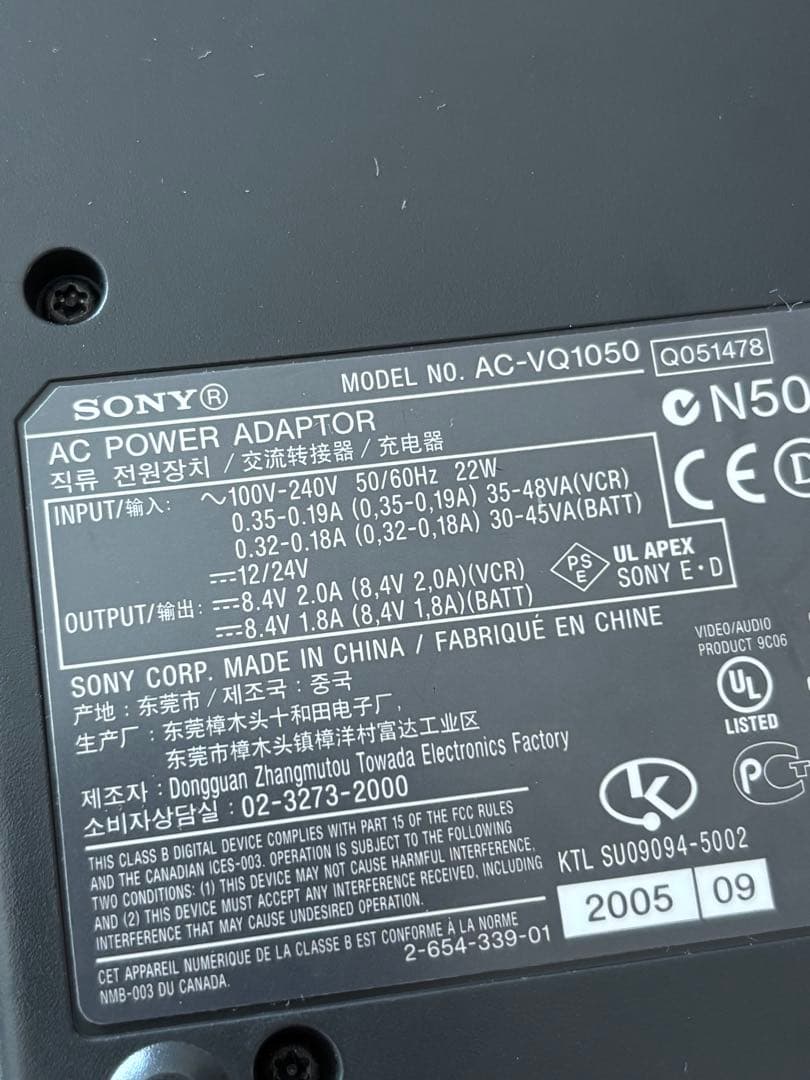 SONY®
MODEL NO. AC-VQ1050
Q051478
N50
AC POWER ADAPTOR
직류 전원장치 / 交流转接器 / 充电器
INPUT/输入: ～100V-240V 50/60Hz 22W
0.35-0.19A (0,35-0,19A) 35-48VA(VCR)
0.32-0.18A (0,32-0,18A) 30-45VA(BATT)
⎓12/24V
OUTPUT/输出: ⎓8.4V 2.0A (8,4V 2,0A)(VCR)
⎓8.4V 1.8A (8,4V 1,8A)(BATT)
CE
PS
E
UL APEX
SONY E•D
SONY CORP. MADE IN CHINA / FABRIQUÉ EN CHINE
产地 : 东莞市 / 제조국 : 중국
生产厂 : 东莞樟木头十和田电子厂,
东莞市樟木头镇樟洋村富达工业区
제조자 : Dongguan Zhangmutou Towada Electronics Factory
소비자상담실 : 02-3273-2000
VIDEO/AUDIO
PRODUCT 9C06
UL
LISTED
THIS CLASS B DIGITAL DEVICE COMPLIES WITH PART 15 OF THE FCC RULES
AND THE CANADIAN ICES-003. OPERATION IS SUBJECT TO THE FOLLOWING
TWO CONDITIONS: (1) THIS DEVICE MAY NOT CAUSE HARMFUL INTERFERENCE,
AND (2) THIS DEVICE MUST ACCEPT ANY INTERFERENCE RECEIVED, INCLUDING
INTERFERENCE THAT MAY CAUSE UNDESIRED OPERATION.
KTL SU09094-5002
2005 09
CET APPAREIL NUMÉRIQUE DE LA CLASSE B EST CONFORME À LA NORME
NMB-003 DU CANADA.
2-654-339-01